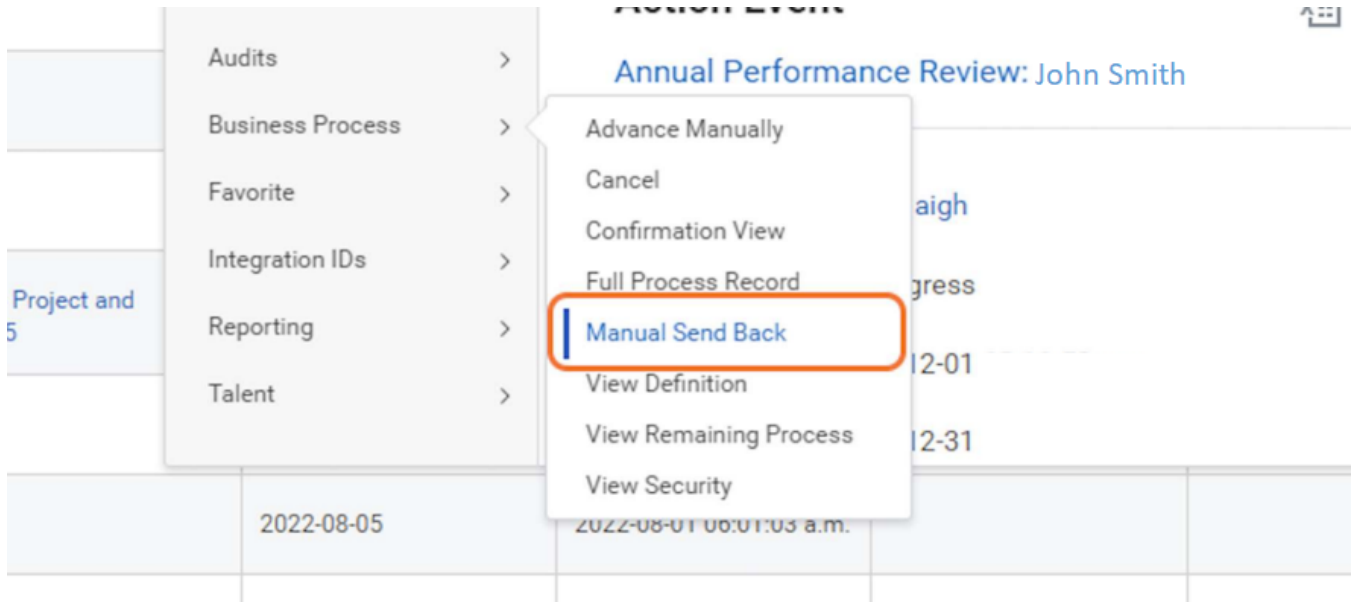 Action Event
Annual Performance Review: John Smith
Audits
Business Process
Favorite
Integration IDs
Reporting
Talent
Advance Manually
Cancel
Confirmation View
Full Process Record
Manual Send Back
View Definition
View Remaining Process
View Security
aigh
gress
12-01
12-31
Project and
5
2022-08-05
2022-08-01 06:01:03 a.m.